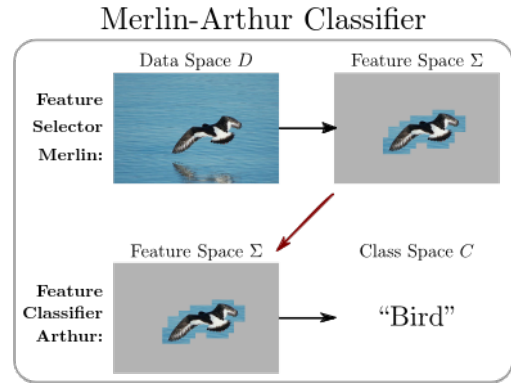 Merlin-Arthur Classifier
Data Space D
Feature Space Σ
Feature
Selector
Merlin:
Feature Space Σ
Class Space C
Feature
Classifier
Arthur:
“Bird”